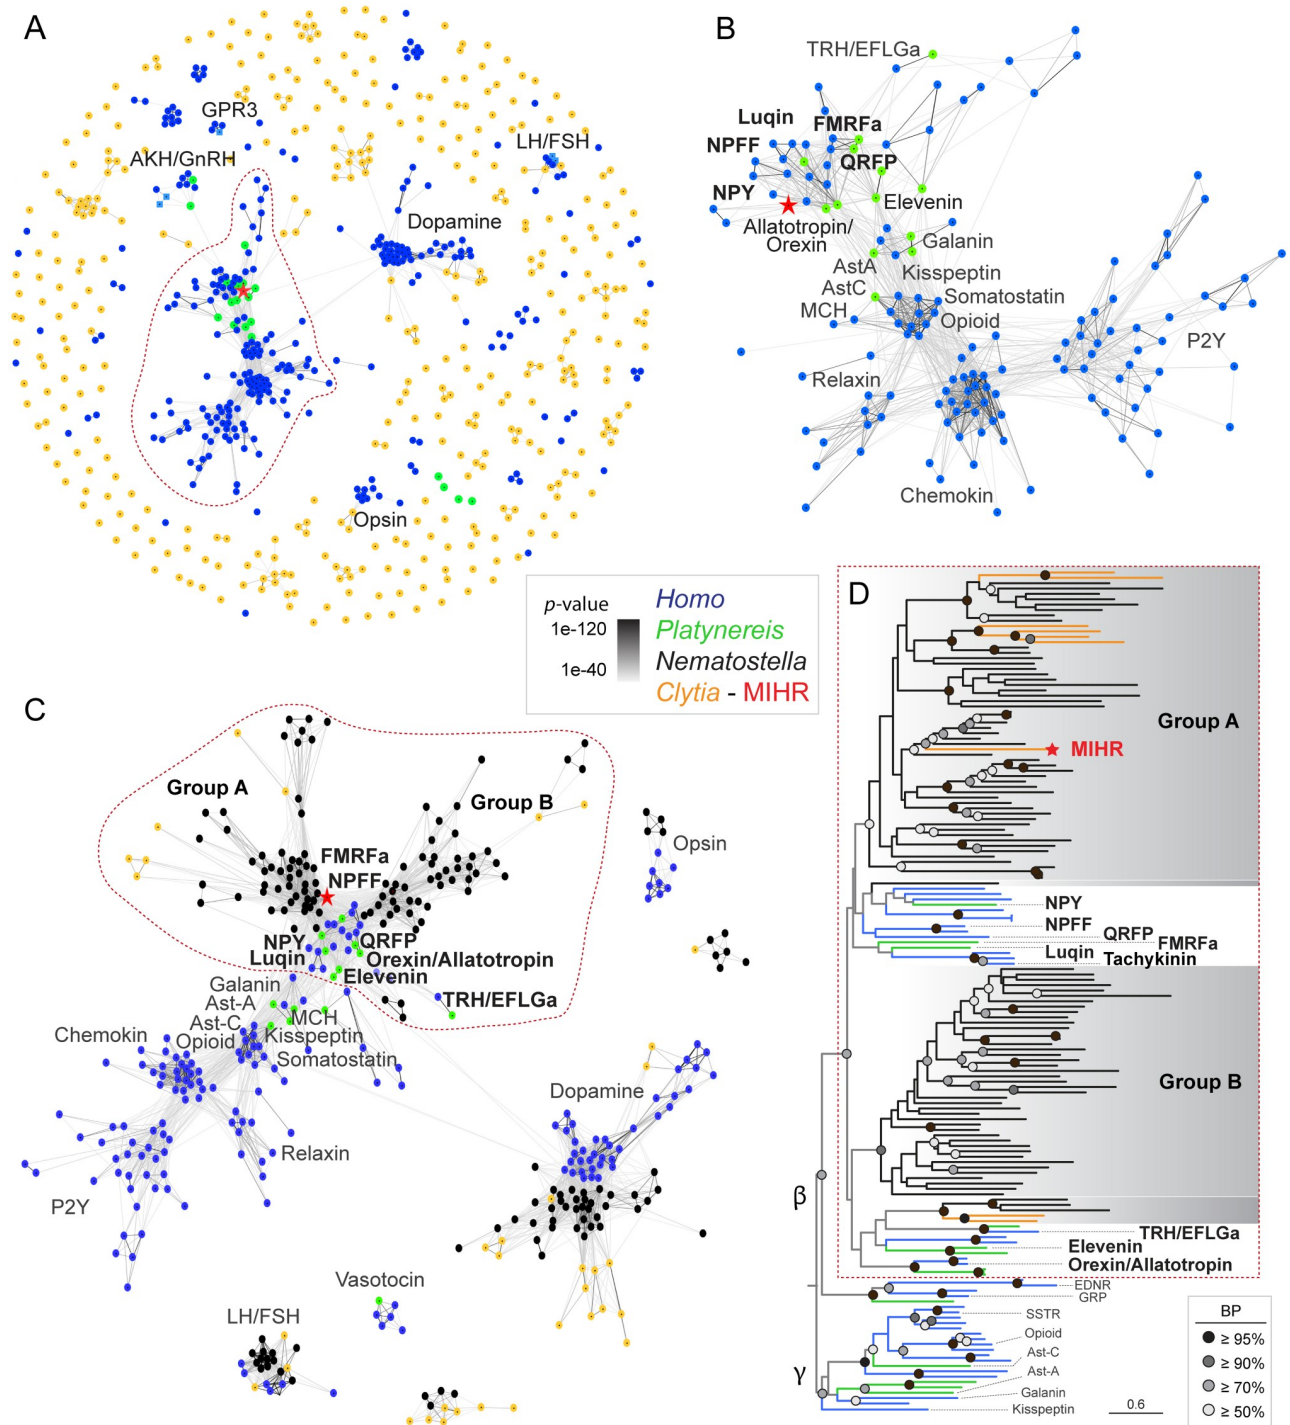 A
GPR3
AKH/GnRH
LH/FSH
Dopamine
Opsin
B
TRH/EFLGa
Luqin
FMRFa
NPFF
QRFP
NPY
Elevenin
Allatotropin/
Orexin
Galanin
AstA
Kisspeptin
AstC
Somatostatin
MCH
Opioid
P2Y
Relaxin
Chemokin
p-value
1e-120
1e-40
Homo
Platynereis
Nematostella
Clytia - MIHR
C
Group A
Group B
FMRFa
NPFF
NPY
QRFP
Luqin
Orexin/Allatotropin
Elevenin
Galanin
TRH/EFLGa
Ast-A
MCH
Ast-C
Chemokin
Opioid
Kisspeptin
Somatostatin
Opsin
Dopamine
Relaxin
P2Y
Vasotocin
LH/FSH
D
Group A
MIHR
NPY
NPFF
QRFP
FMRFa
Luqin
Tachykinin
Group B
β
TRH/EFLGa
Elevenin
Orexin/Allatotropin
EDNR
GRP
SSTR
Opioid
Ast-C
γ
Ast-A
Galanin
Kisspeptin
0.6
BP
≥ 95%
≥ 90%
≥ 70%
≥ 50%